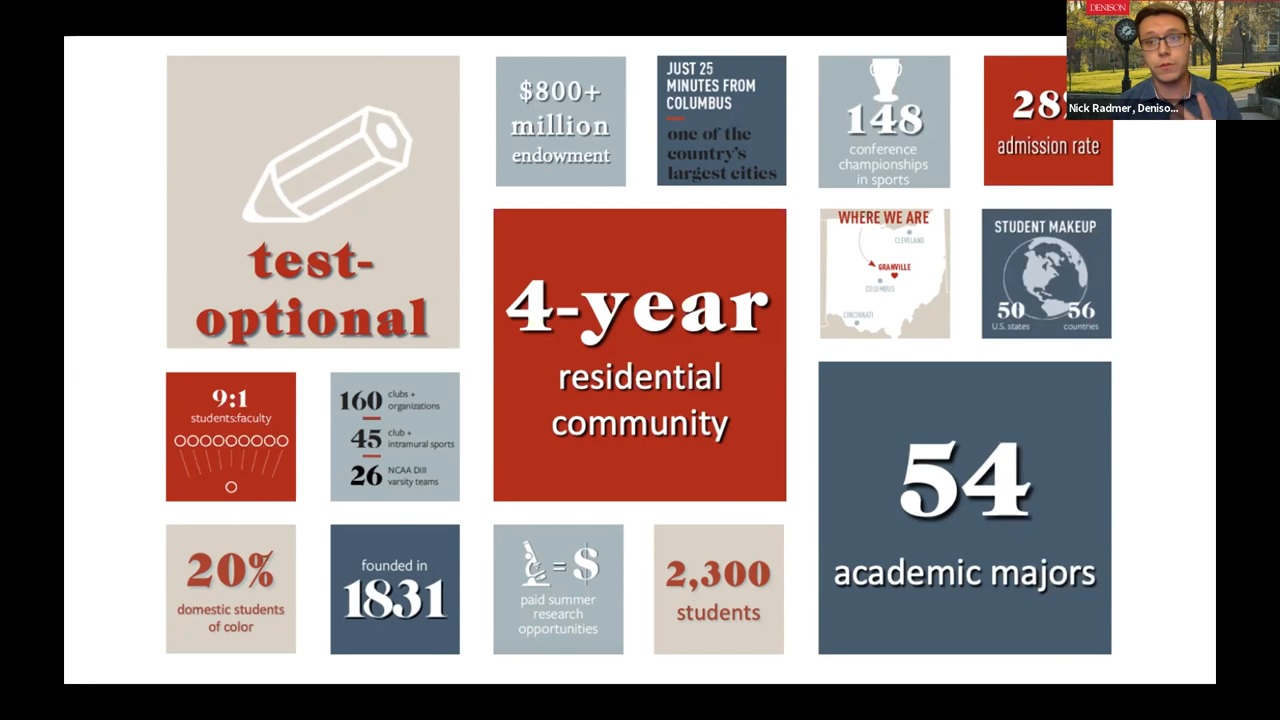 DENISON
Nick Radmer, Deniso...
test-
optional
$800+
million
endowment
JUST 25
MINUTES FROM
COLUMBUS
one of the
country's
largest cities
148
conference
championships
in sports
28
admission rate
4-year
residential
community
WHERE WE ARE
CLEVELAND
GRANVILLE
COLUMBUS
CINCINNATI
STUDENT MAKEUP
50
U.S. states
56
countries
9:1
students:faculty
160 clubs +
organizations
45 club +
intramural sports
26 NCAA DIII
varsity teams
54
academic majors
20%
domestic students
of color
founded in
1831
= $
paid summer
research
opportunities
2,300
students